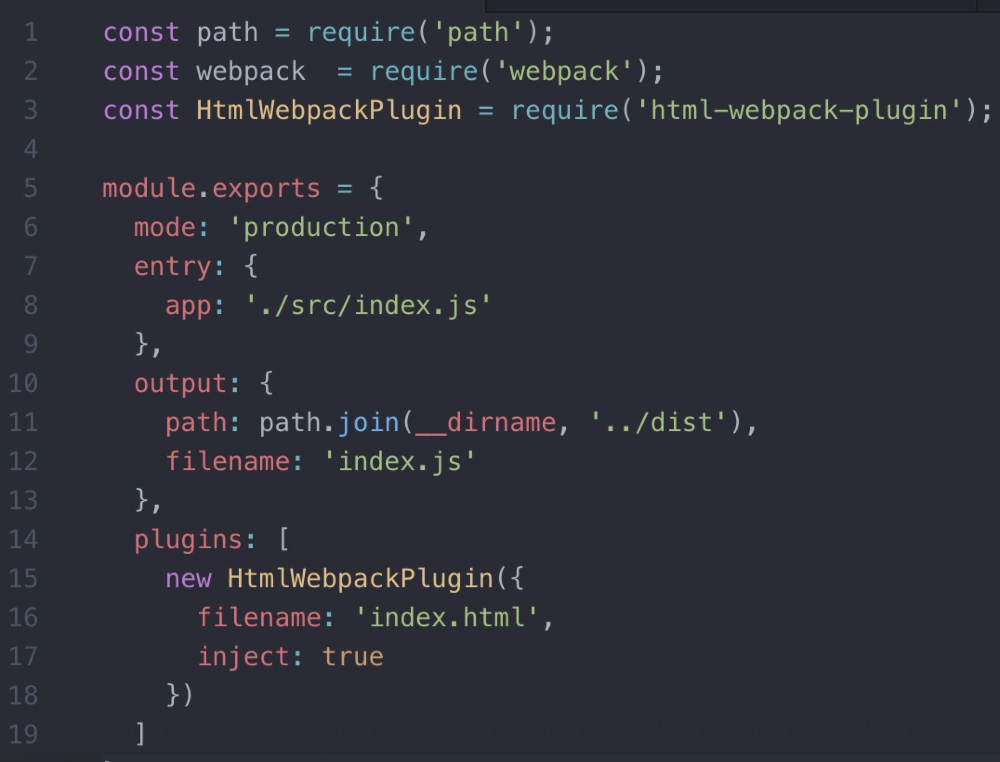 1 const path = require('path');
2 const webpack  = require('webpack');
3 const HtmlWebpackPlugin = require('html-webpack-plugin');
4
5 module.exports = {
6   mode: 'production',
7   entry: {
8     app: './src/index.js'
9   },
10   output: {
11     path: path.join(__dirname, '../dist'),
12     filename: 'index.js'
13   },
14   plugins: [
15     new HtmlWebpackPlugin({
16       filename: 'index.html',
17       inject: true
18     })
19   ]